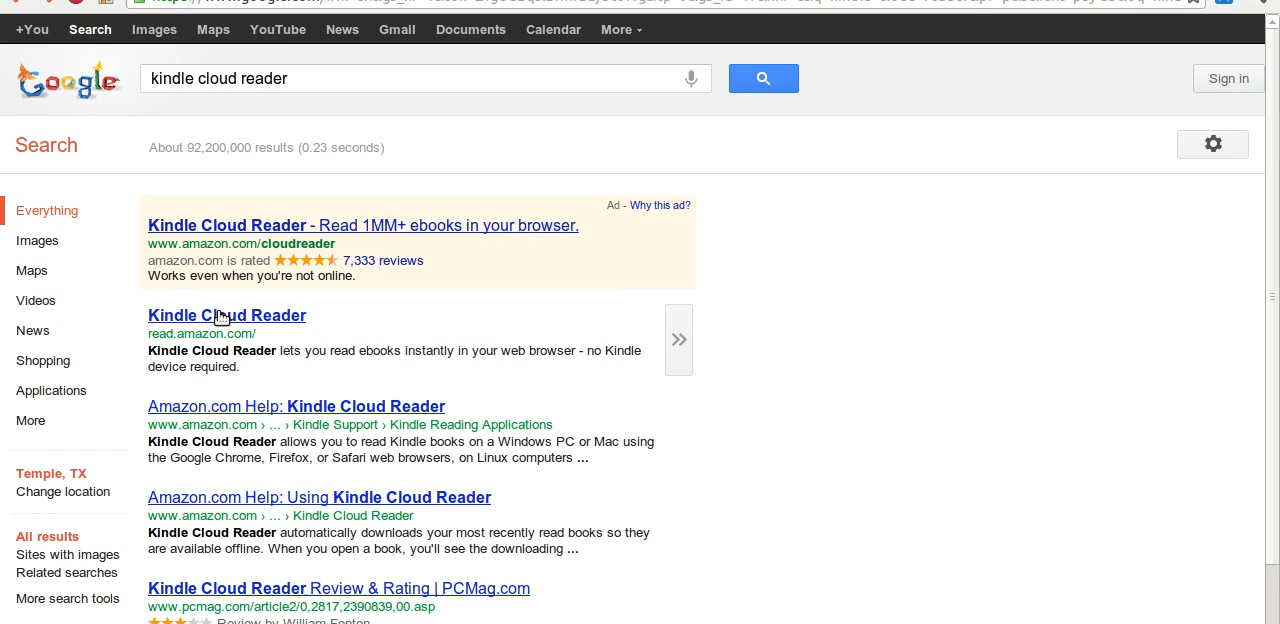 +You Search Images Maps YouTube News Gmail Documents Calendar More
Google
kindle cloud reader
Sign in
Search
About 92,200,000 results (0.23 seconds)
Everything
Images
Maps
Videos
News
Shopping
Applications
More
Temple, TX
Change location
All results
Sites with images
Related searches
More search tools
Ad - Why this ad?
Kindle Cloud Reader - Read 1MM+ ebooks in your browser.
www.amazon.com/cloudreader
amazon.com is rated 7,333 reviews
Works even when you're not online.
Kindle Cloud Reader
read.amazon.com/
Kindle Cloud Reader lets you read ebooks instantly in your web browser - no Kindle
device required.
Amazon.com Help: Kindle Cloud Reader
www.amazon.com › ... › Kindle Support › Kindle Reading Applications
Kindle Cloud Reader allows you to read Kindle books on a Windows PC or Mac using
the Google Chrome, Firefox, or Safari web browsers, on Linux computers ...
Amazon.com Help: Using Kindle Cloud Reader
www.amazon.com › ... › Kindle Cloud Reader
Kindle Cloud Reader automatically downloads your most recently read books so they
are available offline. When you open a book, you'll see the downloading ...
Kindle Cloud Reader Review & Rating | PCMag.com
www.pcmag.com/article2/0,2817,2390839,00.asp
Review by William Fenton